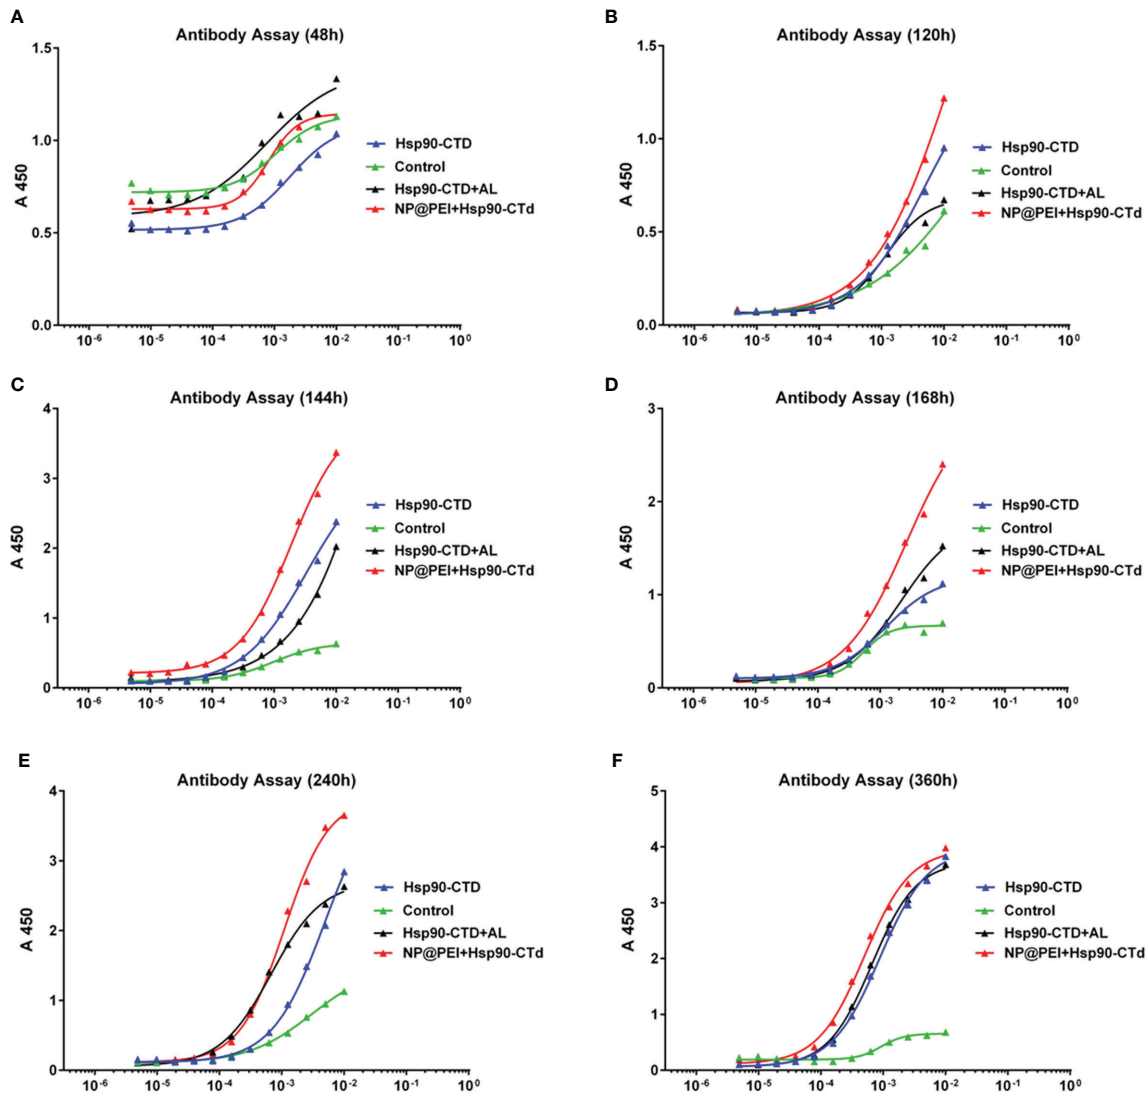 A
Antibody Assay (48h)
1.5
1.0
0.5
0.0
A 450
10-6
10-5
10-4
10-3
10-2
10-1
100
Hsp90-CTD
Control
Hsp90-CTD+AL
NP@PEI+Hsp90-CTd
B
Antibody Assay (120h)
1.5
1.0
0.5
0.0
A 450
10-6
10-5
10-4
10-3
10-2
10-1
100
Hsp90-CTD
Control
Hsp90-CTD+AL
NP@PEI+Hsp90-CTd
C
Antibody Assay (144h)
4
3
2
1
0
A 450
10-6
10-5
10-4
10-3
10-2
10-1
100
Hsp90-CTD
Control
Hsp90-CTD+AL
NP@PEI+Hsp90-CTd
D
Antibody Assay (168h)
3
2
1
0
A 450
10-6
10-5
10-4
10-3
10-2
10-1
100
Hsp90-CTD
Control
Hsp90-CTD+AL
NP@PEI+Hsp90-CTd
E
Antibody Assay (240h)
4
3
2
1
0
A 450
10-6
10-5
10-4
10-3
10-2
10-1
100
Hsp90-CTD
Control
Hsp90-CTD+AL
NP@PEI+Hsp90-CTd
F
Antibody Assay (360h)
5
4
3
2
1
0
A 450
10-6
10-5
10-4
10-3
10-2
10-1
100
Hsp90-CTD
Control
Hsp90-CTD+AL
NP@PEI+Hsp90-CTd